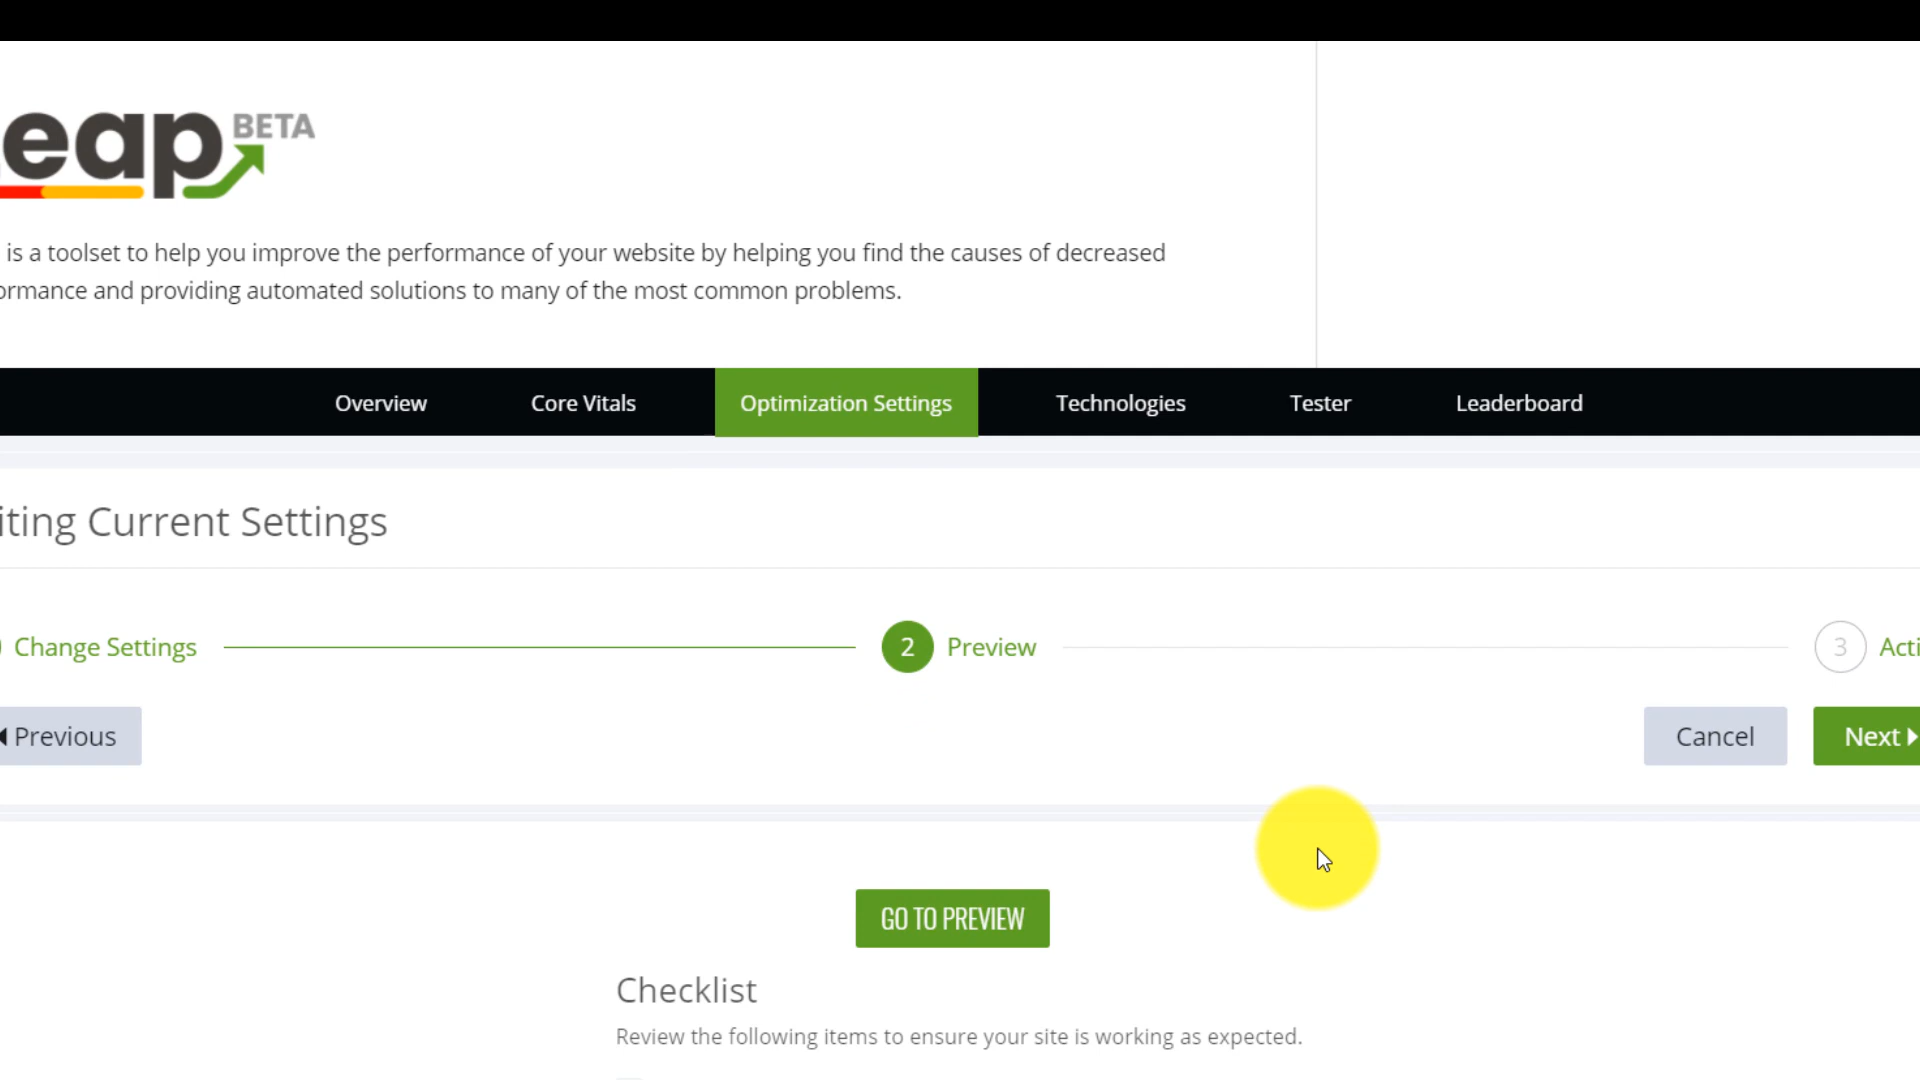 eap BETA
is a toolset to help you improve the performance of your website by helping you find the causes of decreased
ormance and providing automated solutions to many of the most common problems.
Overview Core Vitals Optimization Settings Technologies Tester Leaderboard
iting Current Settings
Change Settings 2 Preview 3 Acti
Previous Cancel Next
GO TO PREVIEW
Checklist
Review the following items to ensure your site is working as expected.